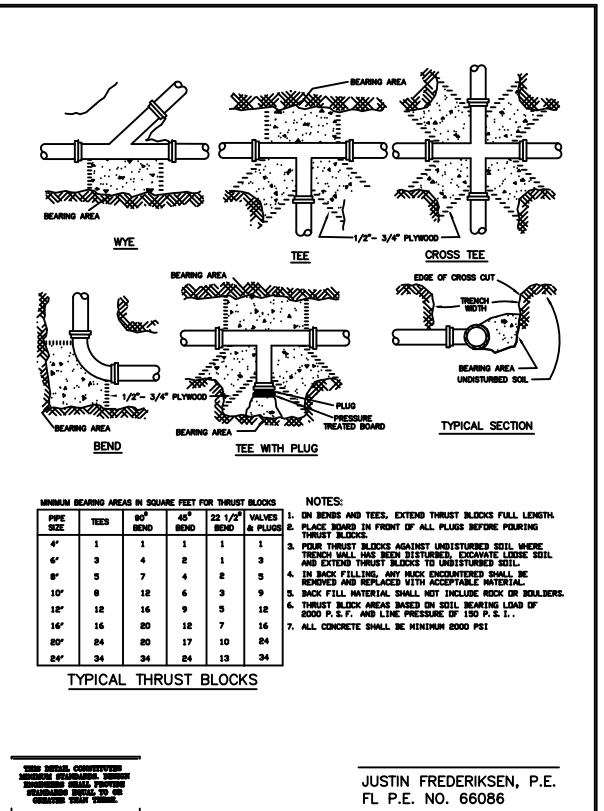 BEARING AREA
BEARING AREA
WYE
TEE
1/2"- 3/4" PLYWOOD
CROSS TEE
BEARING AREA
EDGE OF CROSS CUT
TRENCH
WIDTH
1/2"- 3/4" PLYWOOD
PLUG
PRESSURE
TREATED BOARD
BEARING AREA
UNDISTURBED SOIL
BEARING AREA
BEND
BEARING AREA
TEE WITH PLUG
TYPICAL SECTION
MINIMUM BEARING AREAS IN SQUARE FEET FOR THRUST BLOCKS
PIPE SIZE TEES 90° BEND 45° BEND 22 1/2° BEND VALVES & PLUGS
4" 1 1 1 1 1
6" 3 4 2 1 3
8" 5 7 4 2 5
10" 8 12 6 3 9
12" 12 16 9 5 12
16" 16 20 12 7 16
20" 24 20 17 10 24
24" 34 34 24 13 34
TYPICAL THRUST BLOCKS
NOTES:
1. ON BENDS AND TEES, EXTEND THRUST BLOCKS FULL LENGTH.
2. PLACE BOARD IN FRONT OF ALL PLUGS BEFORE POURING
THRUST BLOCKS.
3. POUR THRUST BLOCKS AGAINST UNDISTURBED SOIL WHERE
TRENCH WALL HAS BEEN DISTURBED, EXCAVATE LOOSE SOIL
AND EXTEND THRUST BLOCKS TO UNDISTURBED SOIL.
4. IN BACK FILLING, ANY MUCK ENCOUNTERED SHALL BE
REMOVED AND REPLACED WITH ACCEPTABLE MATERIAL.
5. BACK FILL MATERIAL SHALL NOT INCLUDE ROCK OR BOULDERS.
6. THRUST BLOCK AREAS BASED ON SOIL BEARING LOAD OF
2000 P. S. F. AND LINE PRESSURE OF 150 P. S. I..
7. ALL CONCRETE SHALL BE MINIMUM 2000 PSI
THIS DETAIL CONSTITUTES
MINIMUM STANDARDS. DESIGN
ENGINEERS SHALL PROVIDE
STANDARDS EQUAL TO OR
GREATER THAN THESE.
JUSTIN FREDERIKSEN, P.E.
FL P.E. NO. 66086